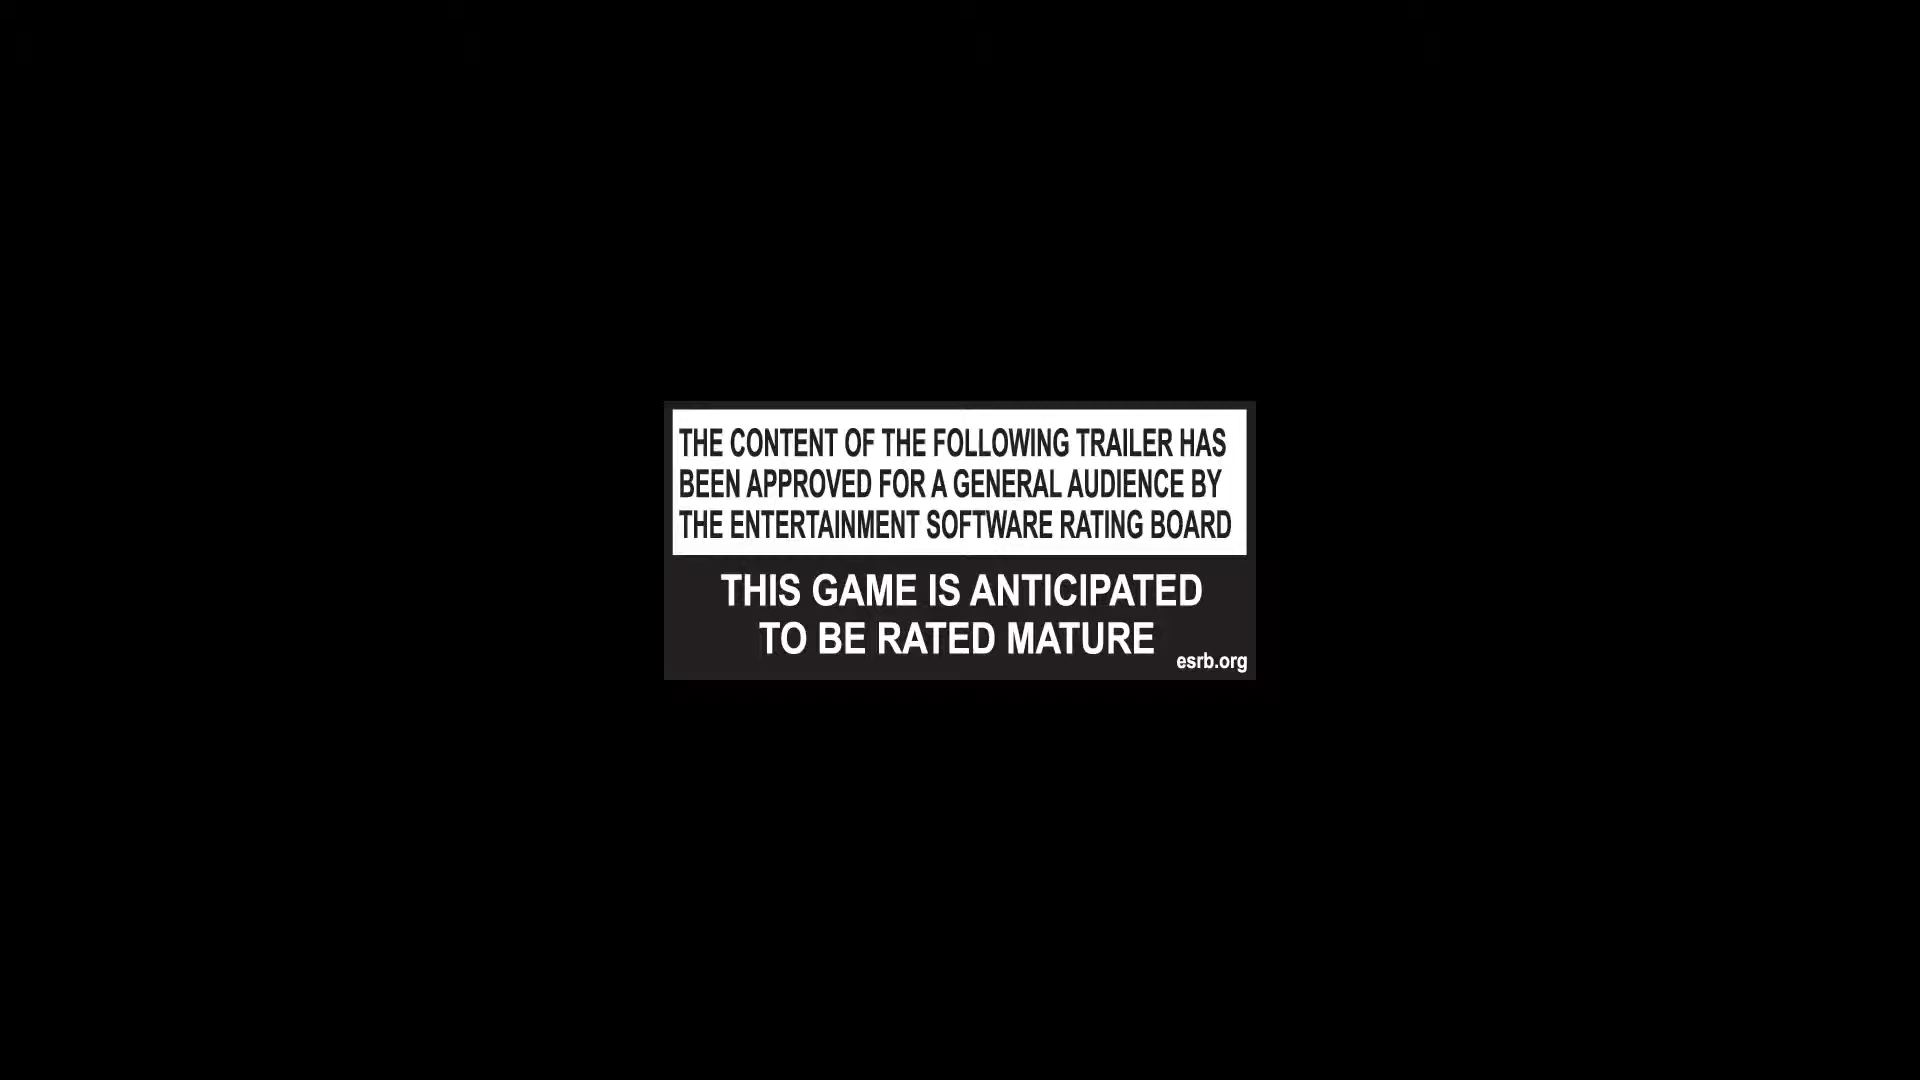 THE CONTENT OF THE FOLLOWING TRAILER HAS
BEEN APPROVED FOR A GENERAL AUDIENCE BY
THE ENTERTAINMENT SOFTWARE RATING BOARD
THIS GAME IS ANTICIPATED
TO BE RATED MATURE
esrb.org